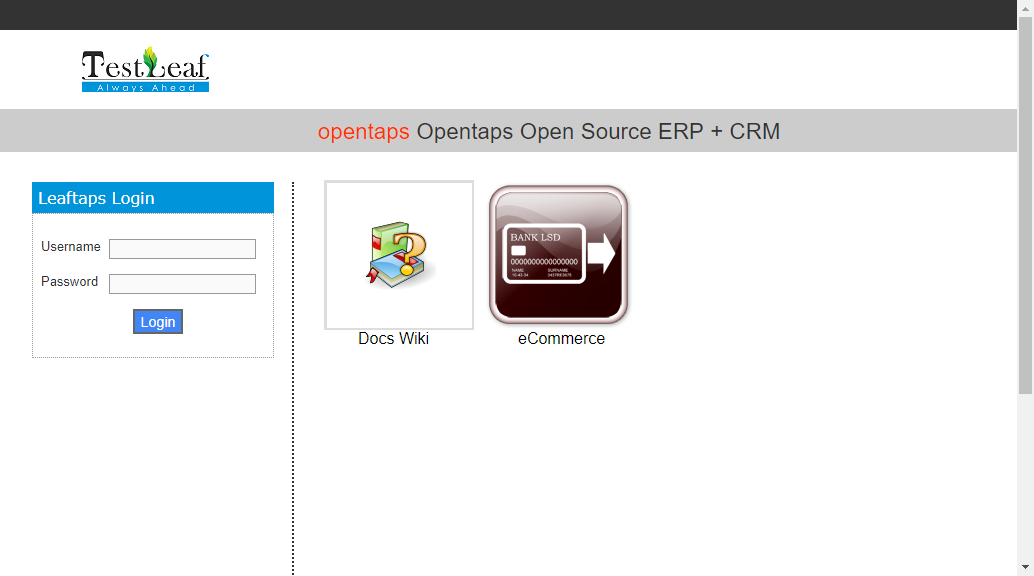 TestLeaf
Always Ahead
opentaps Opentaps Open Source ERP + CRM
Leaftaps Login
Username
Password
Login
BANK LSD
0000000000000000
NAME SURNAME
Docs Wiki
eCommerce